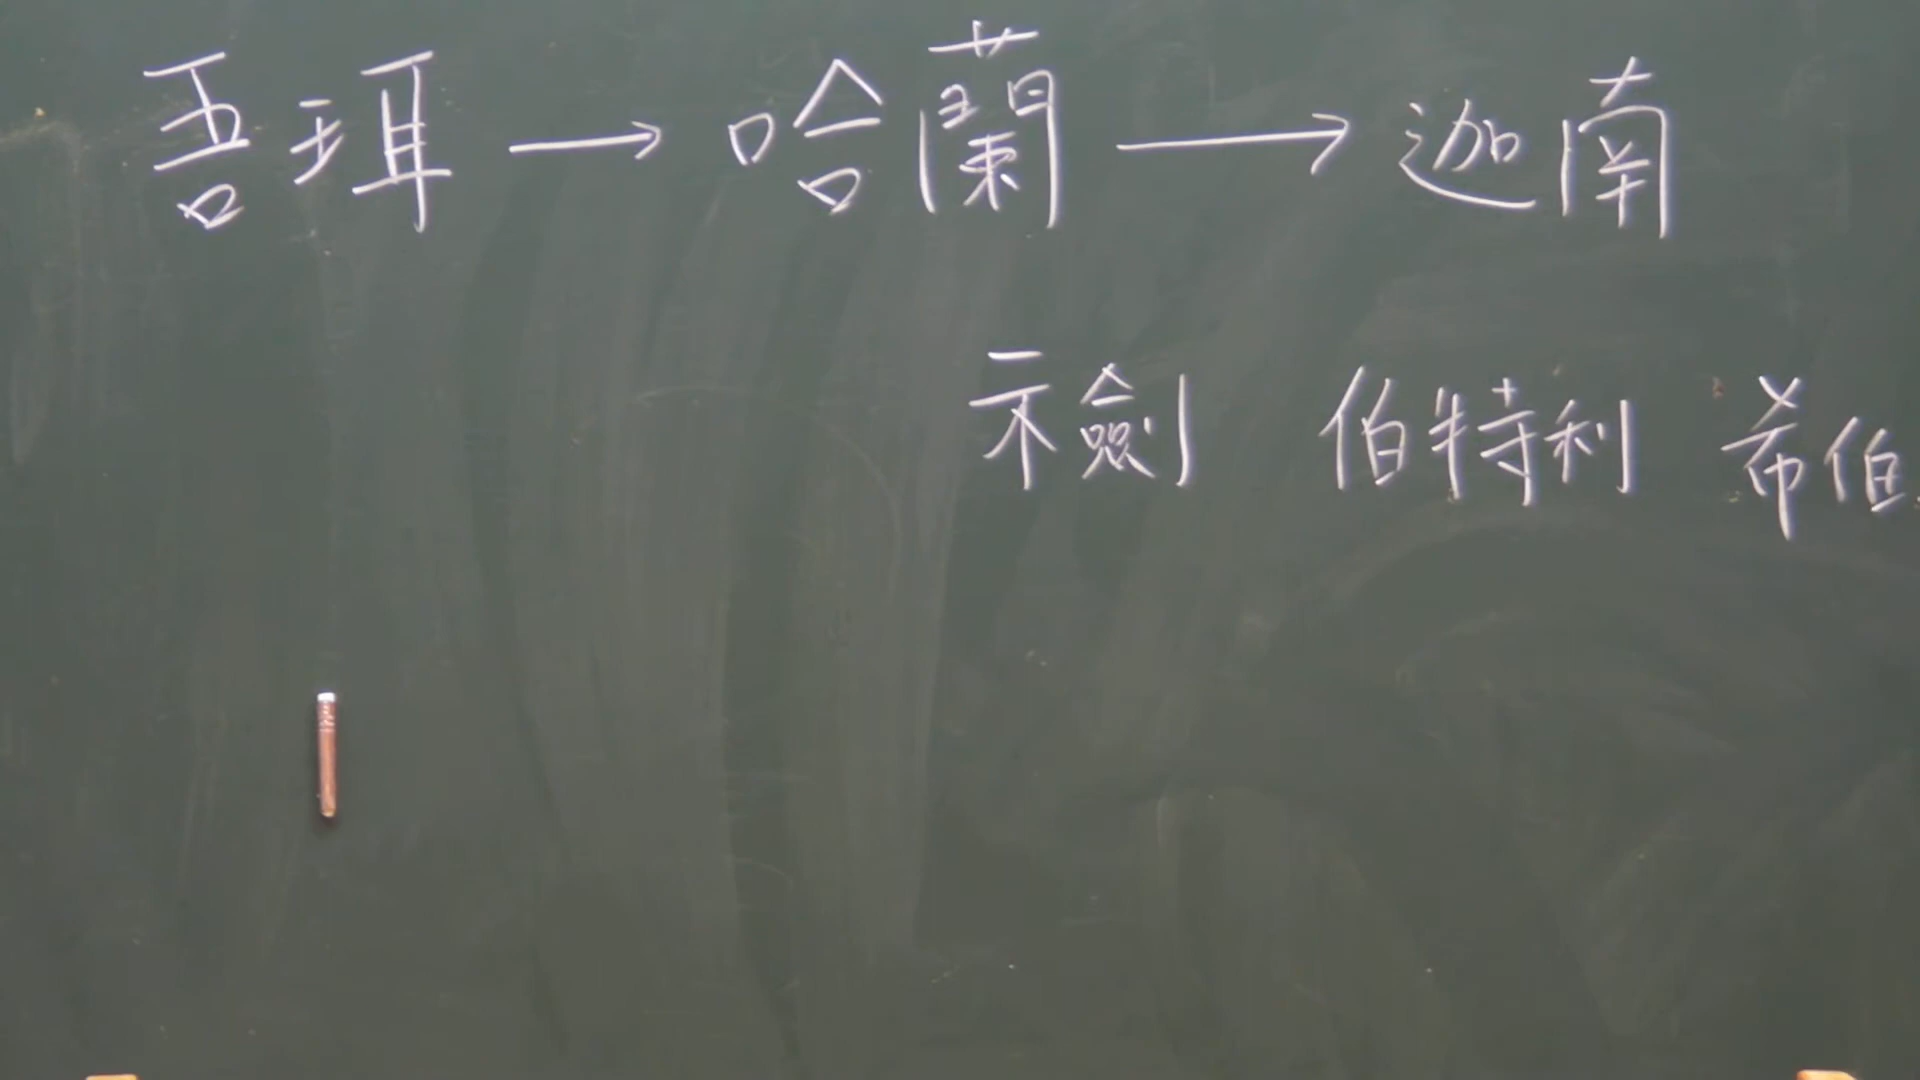 吾珥 → 哈蘭 → 迦南
示劍 伯特利 希伯